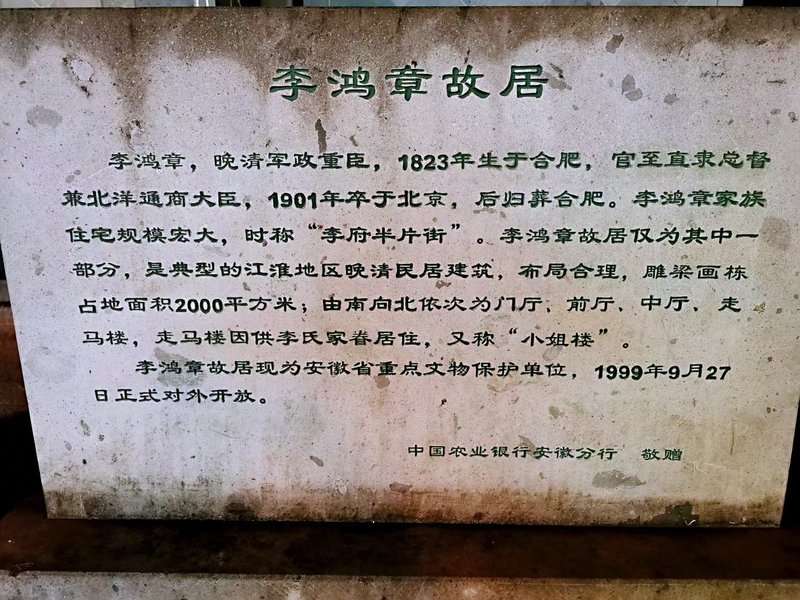 李鸿章故居
李鸿章，晚清军政重臣，1823年生于合肥，官至直隶总督
兼北洋通商大臣，1901年卒于北京，后归葬合肥。李鸿章家族
住宅规模宏大，时称“李府半片街”。李鸿章故居仅为其中一
部分，是典型的江淮地区晚清民居建筑，布局合理，雕梁画栋
占地面积2000平方米；由南向北依次为门厅、前厅、中厅、走
马楼，走马楼因供李氏家眷居住，又称“小姐楼”。
李鸿章故居现为安徽省重点文物保护单位，1999年9月27
日正式对外开放。
中国农业银行安徽分行　敬赠